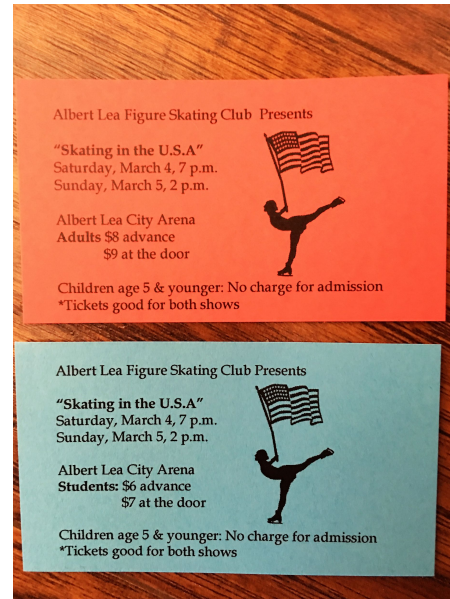 Albert Lea Figure Skating Club Presents
“Skating in the U.S.A”
Saturday, March 4, 7 p.m.
Sunday, March 5, 2 p.m.
Albert Lea City Arena
Adults $8 advance
$9 at the door
Children age 5 & younger: No charge for admission
*Tickets good for both shows
Albert Lea Figure Skating Club Presents
“Skating in the U.S.A”
Saturday, March 4, 7 p.m.
Sunday, March 5, 2 p.m.
Albert Lea City Arena
Students: $6 advance
$7 at the door
Children age 5 & younger: No charge for admission
*Tickets good for both shows